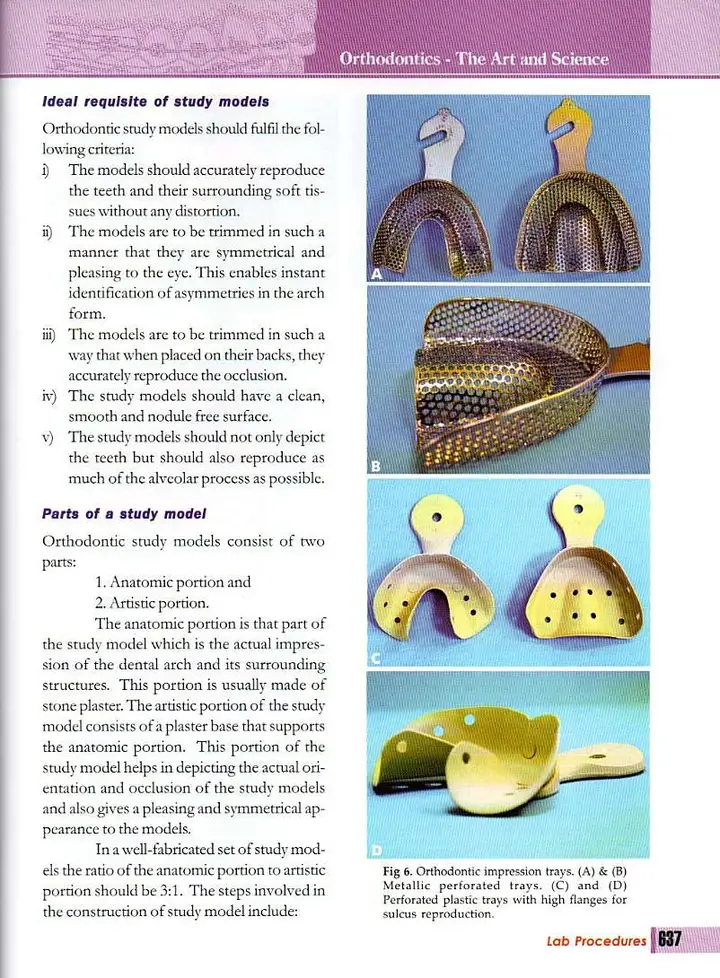 Orthodontics - The Art and Science
Ideal requisite of study models
Orthodontic study models should fulfil the fol-
lowing criteria:
i) The models should accurately reproduce
the teeth and their surrounding soft tis-
sues without any distortion.
ii) The models are to be trimmed in such a
manner that they are symmetrical and
pleasing to the eye. This enables instant
identification of asymmetries in the arch
form.
iii) The models are to be trimmed in such a
way that when placed on their backs, they
accurately reproduce the occlusion.
iv) The study models should have a clean,
smooth and nodule free surface.
v) The study models should not only depict
the teeth but should also reproduce as
much of the alveolar process as possible.
Parts of a study model
Orthodontic study models consist of two
parts:
1. Anatomic portion and
2. Artistic portion.
The anatomic portion is that part of
the study model which is the actual impres-
sion of the dental arch and its surrounding
structures. This portion is usually made of
stone plaster. The artistic portion of the study
model consists of a plaster base that supports
the anatomic portion. This portion of the
study model helps in depicting the actual ori-
entation and occlusion of the study models
and also gives a pleasing and symmetrical ap-
pearance to the models.
In a well-fabricated set of study mod-
els the ratio of the anatomic portion to artistic
portion should be 3:1. The steps involved in
the construction of study model include:
A
B
C
D
Fig 6. Orthodontic impression trays. (A) & (B)
Metallic perforated trays. (C) and (D)
Perforated plastic trays with high flanges for
sulcus reproduction.
Lab Procedures 637